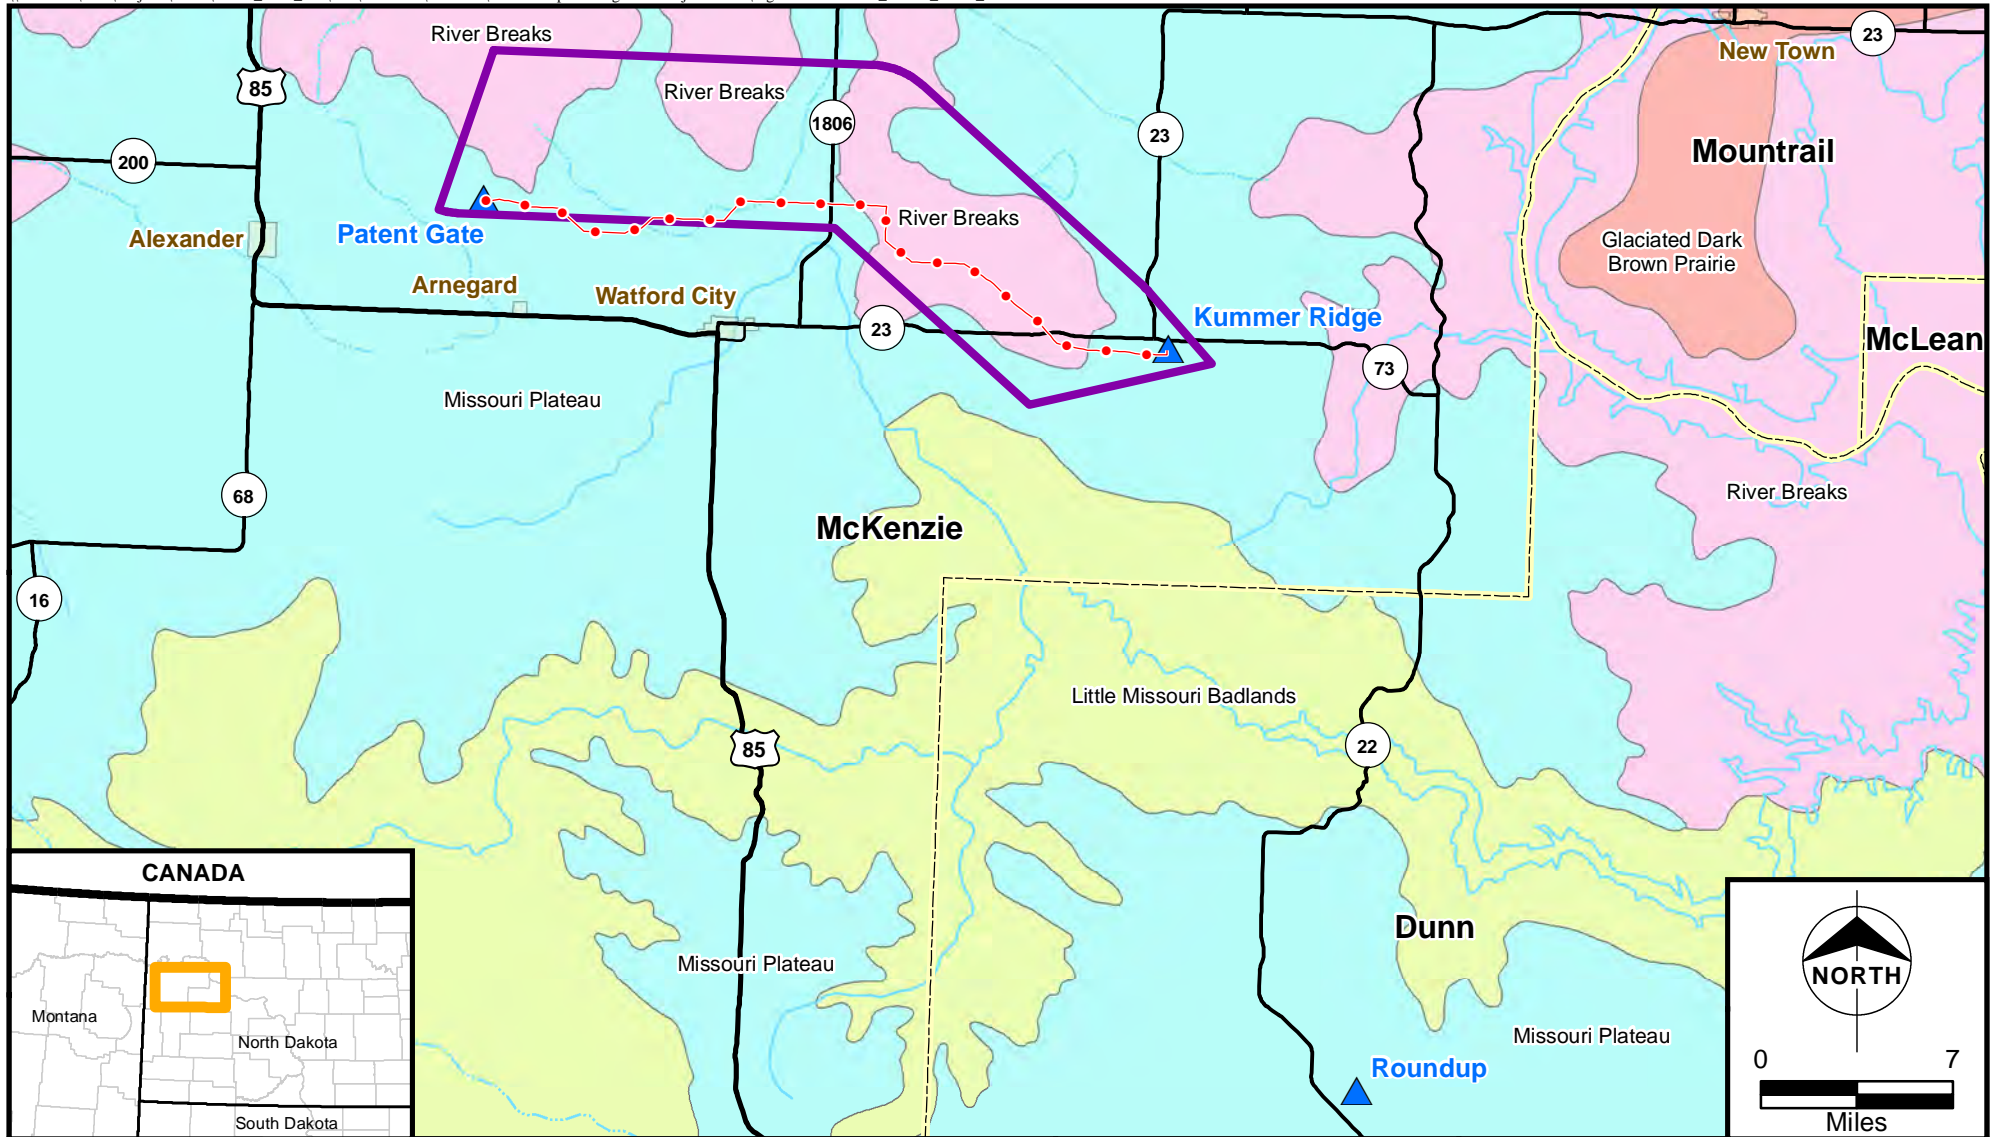 River Breaks
New Town
23
85
River Breaks
1806
23
200
Mountrail
River Breaks
Alexander
Patent Gate
Glaciated Dark
Brown Prairie
Arnegard
Watford City
23
Kummer Ridge
McLean
73
Missouri Plateau
68
River Breaks
McKenzie
16
Little Missouri Badlands
85
22
CANADA
Dunn
Missouri Plateau
NORTH
Montana
North Dakota
Missouri Plateau
Roundup
0 7
Miles
South Dakota